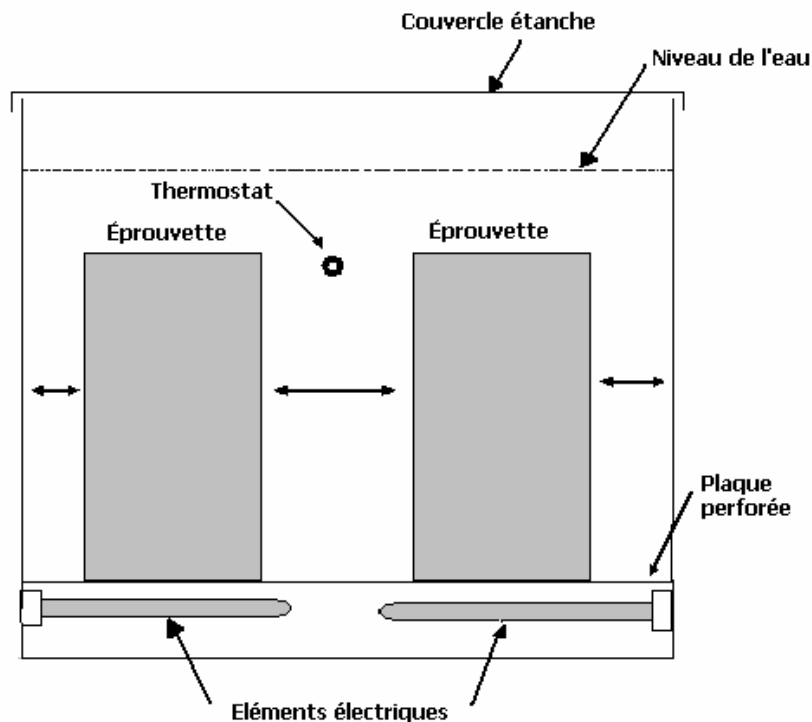 Couvercle étanche
Niveau de l'eau
Thermostat
Éprouvette
Éprouvette
Plaque
perforée
Eléments électriques